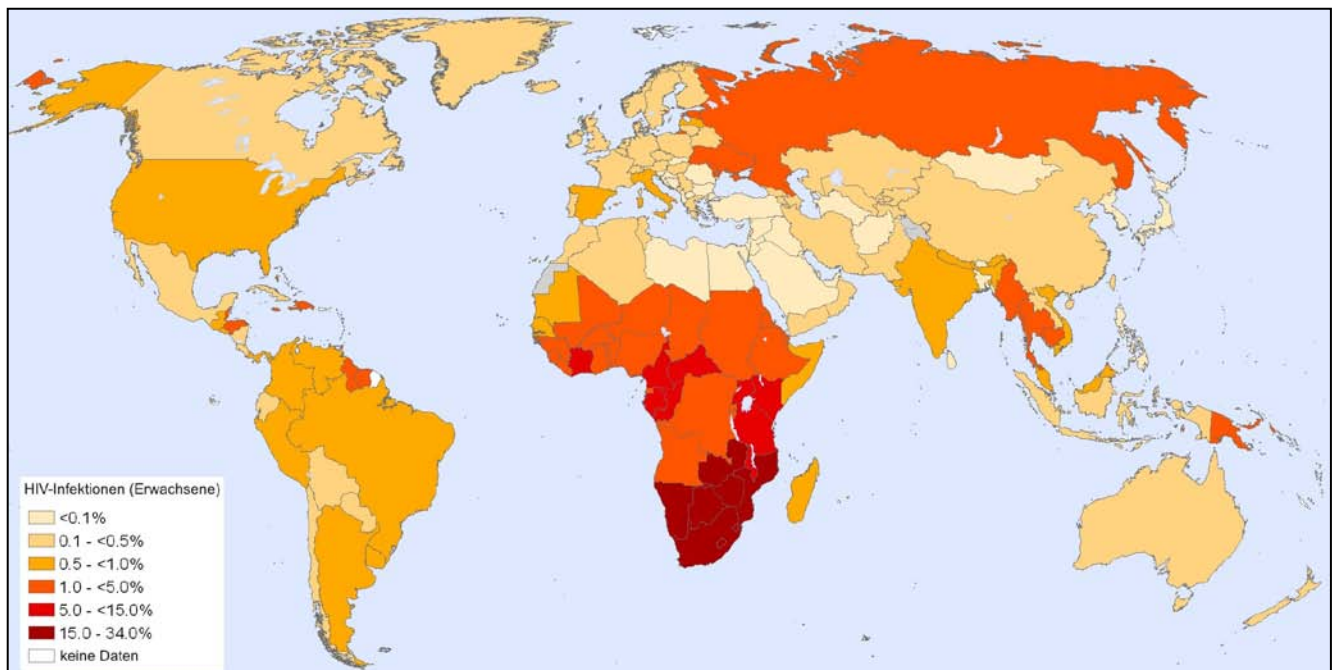 HIV-Infektionen (Erwachsene)
<0.1%
0.1 - <0.5%
0.5 - <1.0%
1.0 - <5.0%
5.0 - <15.0%
15.0 - 34.0%
keine Daten